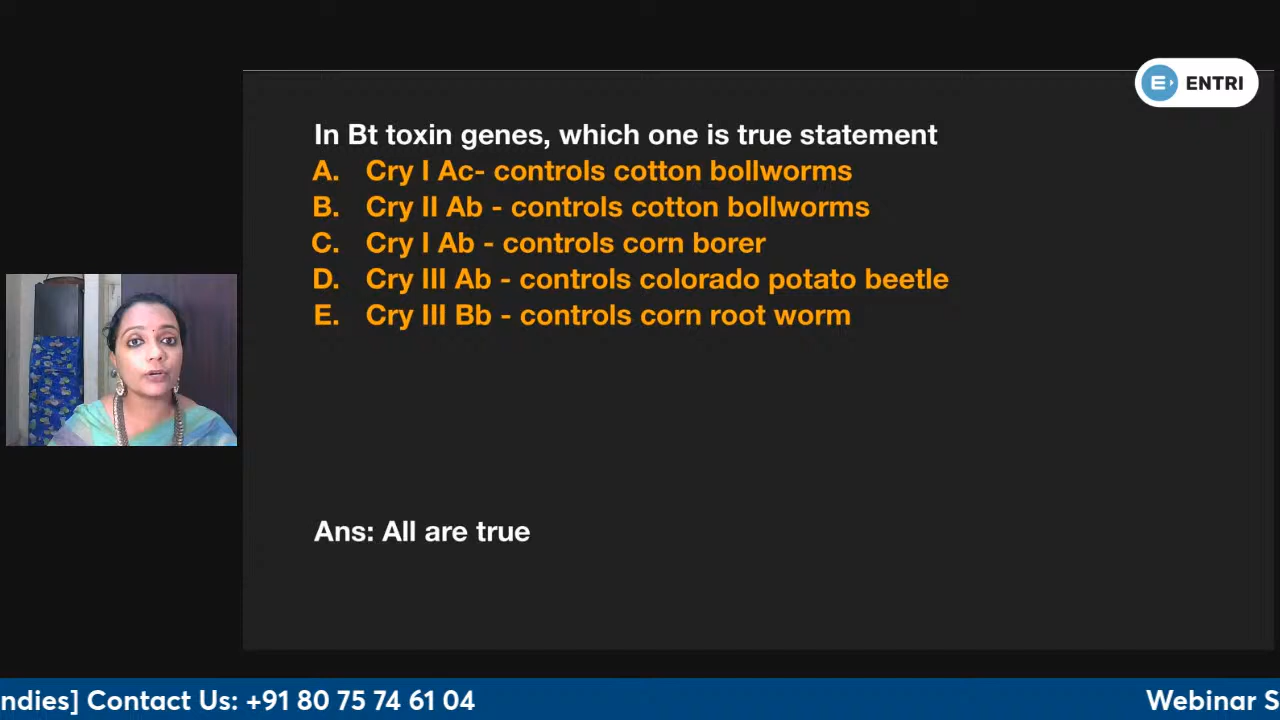 ENTRI
In Bt toxin genes, which one is true statement
A. Cry I Ac- controls cotton bollworms
B. Cry II Ab - controls cotton bollworms
C. Cry I Ab - controls corn borer
D. Cry III Ab - controls colorado potato beetle
E. Cry III Bb - controls corn root worm
Ans: All are true
ndies] Contact Us: +91 80 75 74 61 04
Webinar S